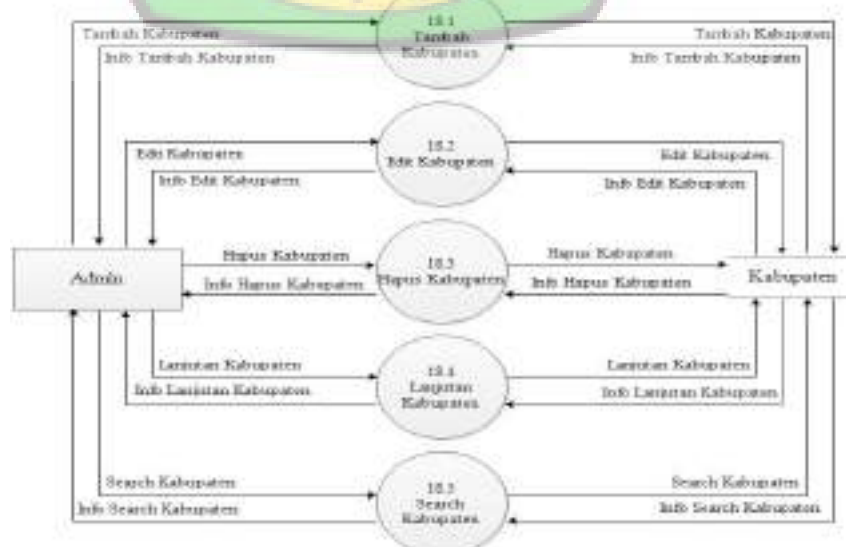 18.1
Tambah
Kabupaten
Tambah Kabupaten
Tambah Kabupaten
Info Tambah Kabupaten
Info Tambah Kabupaten
18.2
Edit Kabupaten
Edit Kabupaten
Edit Kabupaten
Info Edit Kabupaten
Info Edit Kabupaten
Admin
Hapus Kabupaten
18.3
Hapus Kabupaten
Hapus Kabupaten
Info Hapus Kabupaten
Info Hapus Kabupaten
Kabupaten
Lanjutan Kabupaten
18.4
Lanjutan
Kabupaten
Lanjutan Kabupaten
Info Lanjutan Kabupaten
Info Lanjutan Kabupaten
Search Kabupaten
18.5
Search
Kabupaten
Search Kabupaten
Info Search Kabupaten
Info Search Kabupaten